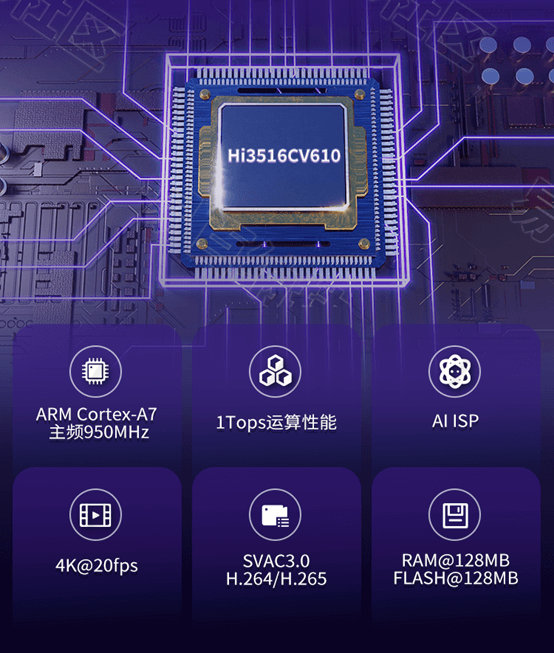 Hi3516CV610
ARM Cortex-A7
主频950MHz
1Tops运算性能
AI ISP
4K@20fps
SVAC3.0
H.264/H.265
RAM@128MB
FLASH@128MB